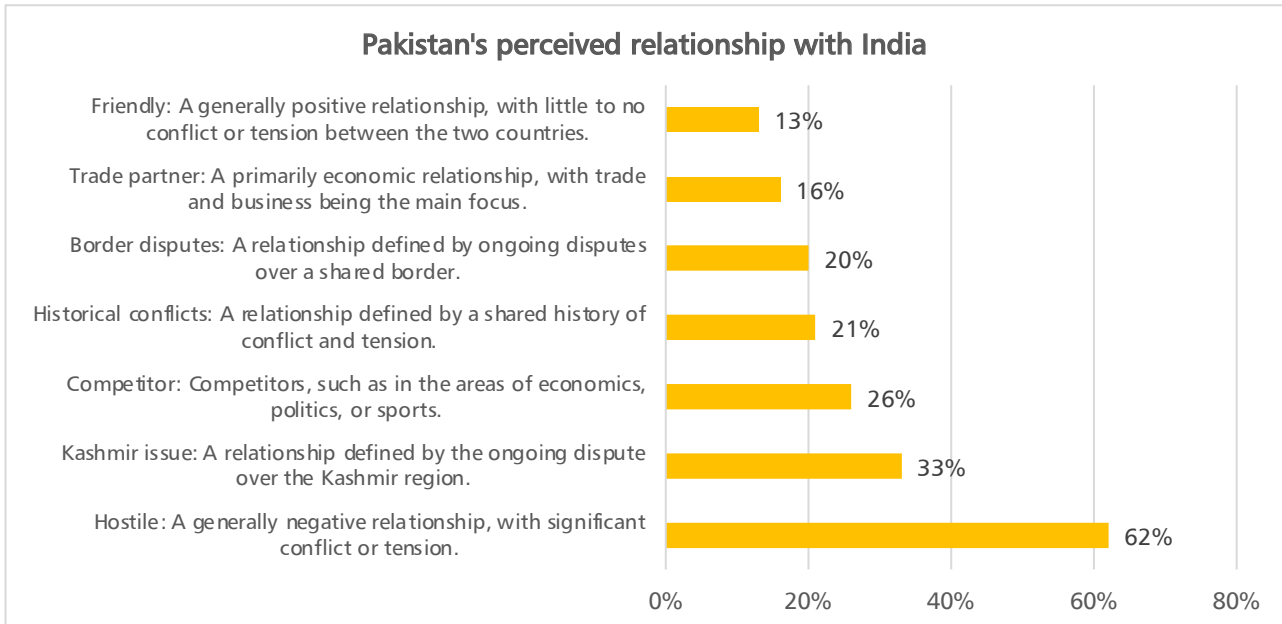 Pakistan's perceived relationship with India
Friendly: A generally positive relationship, with little to no
conflict or tension between the two countries.
13%
Trade partner: A primarily economic relationship, with trade
and business being the main focus.
16%
Border disputes: A relationship defined by ongoing disputes
over a shared border.
20%
Historical conflicts: A relationship defined by a shared history of
conflict and tension.
21%
Competitor: Competitors, such as in the areas of economics,
politics, or sports.
26%
Kashmir issue: A relationship defined by the ongoing dispute
over the Kashmir region.
33%
Hostile: A generally negative relationship, with significant
conflict or tension.
62%
0% 20% 40% 60% 80%